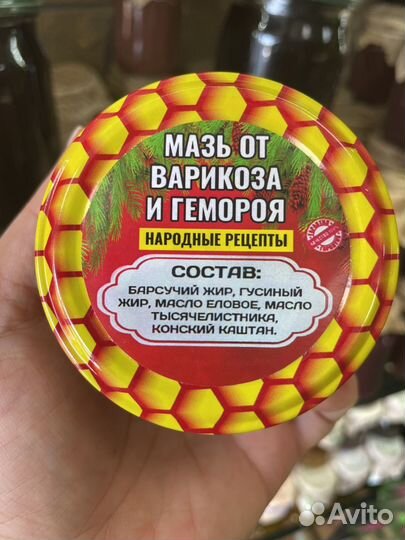 МАЗЬ ОТ
ВАРИКОЗА
И ГЕМОРОЯ
НАРОДНЫЕ РЕЦЕПТЫ
СОСТАВ:
БАРСУЧИЙ ЖИР, ГУСИНЫЙ
ЖИР, МАСЛО ЕЛОВОЕ, МАСЛО
ТЫСЯЧЕЛИСТНИКА,
КОНСКИЙ КАШТАН.
Avito